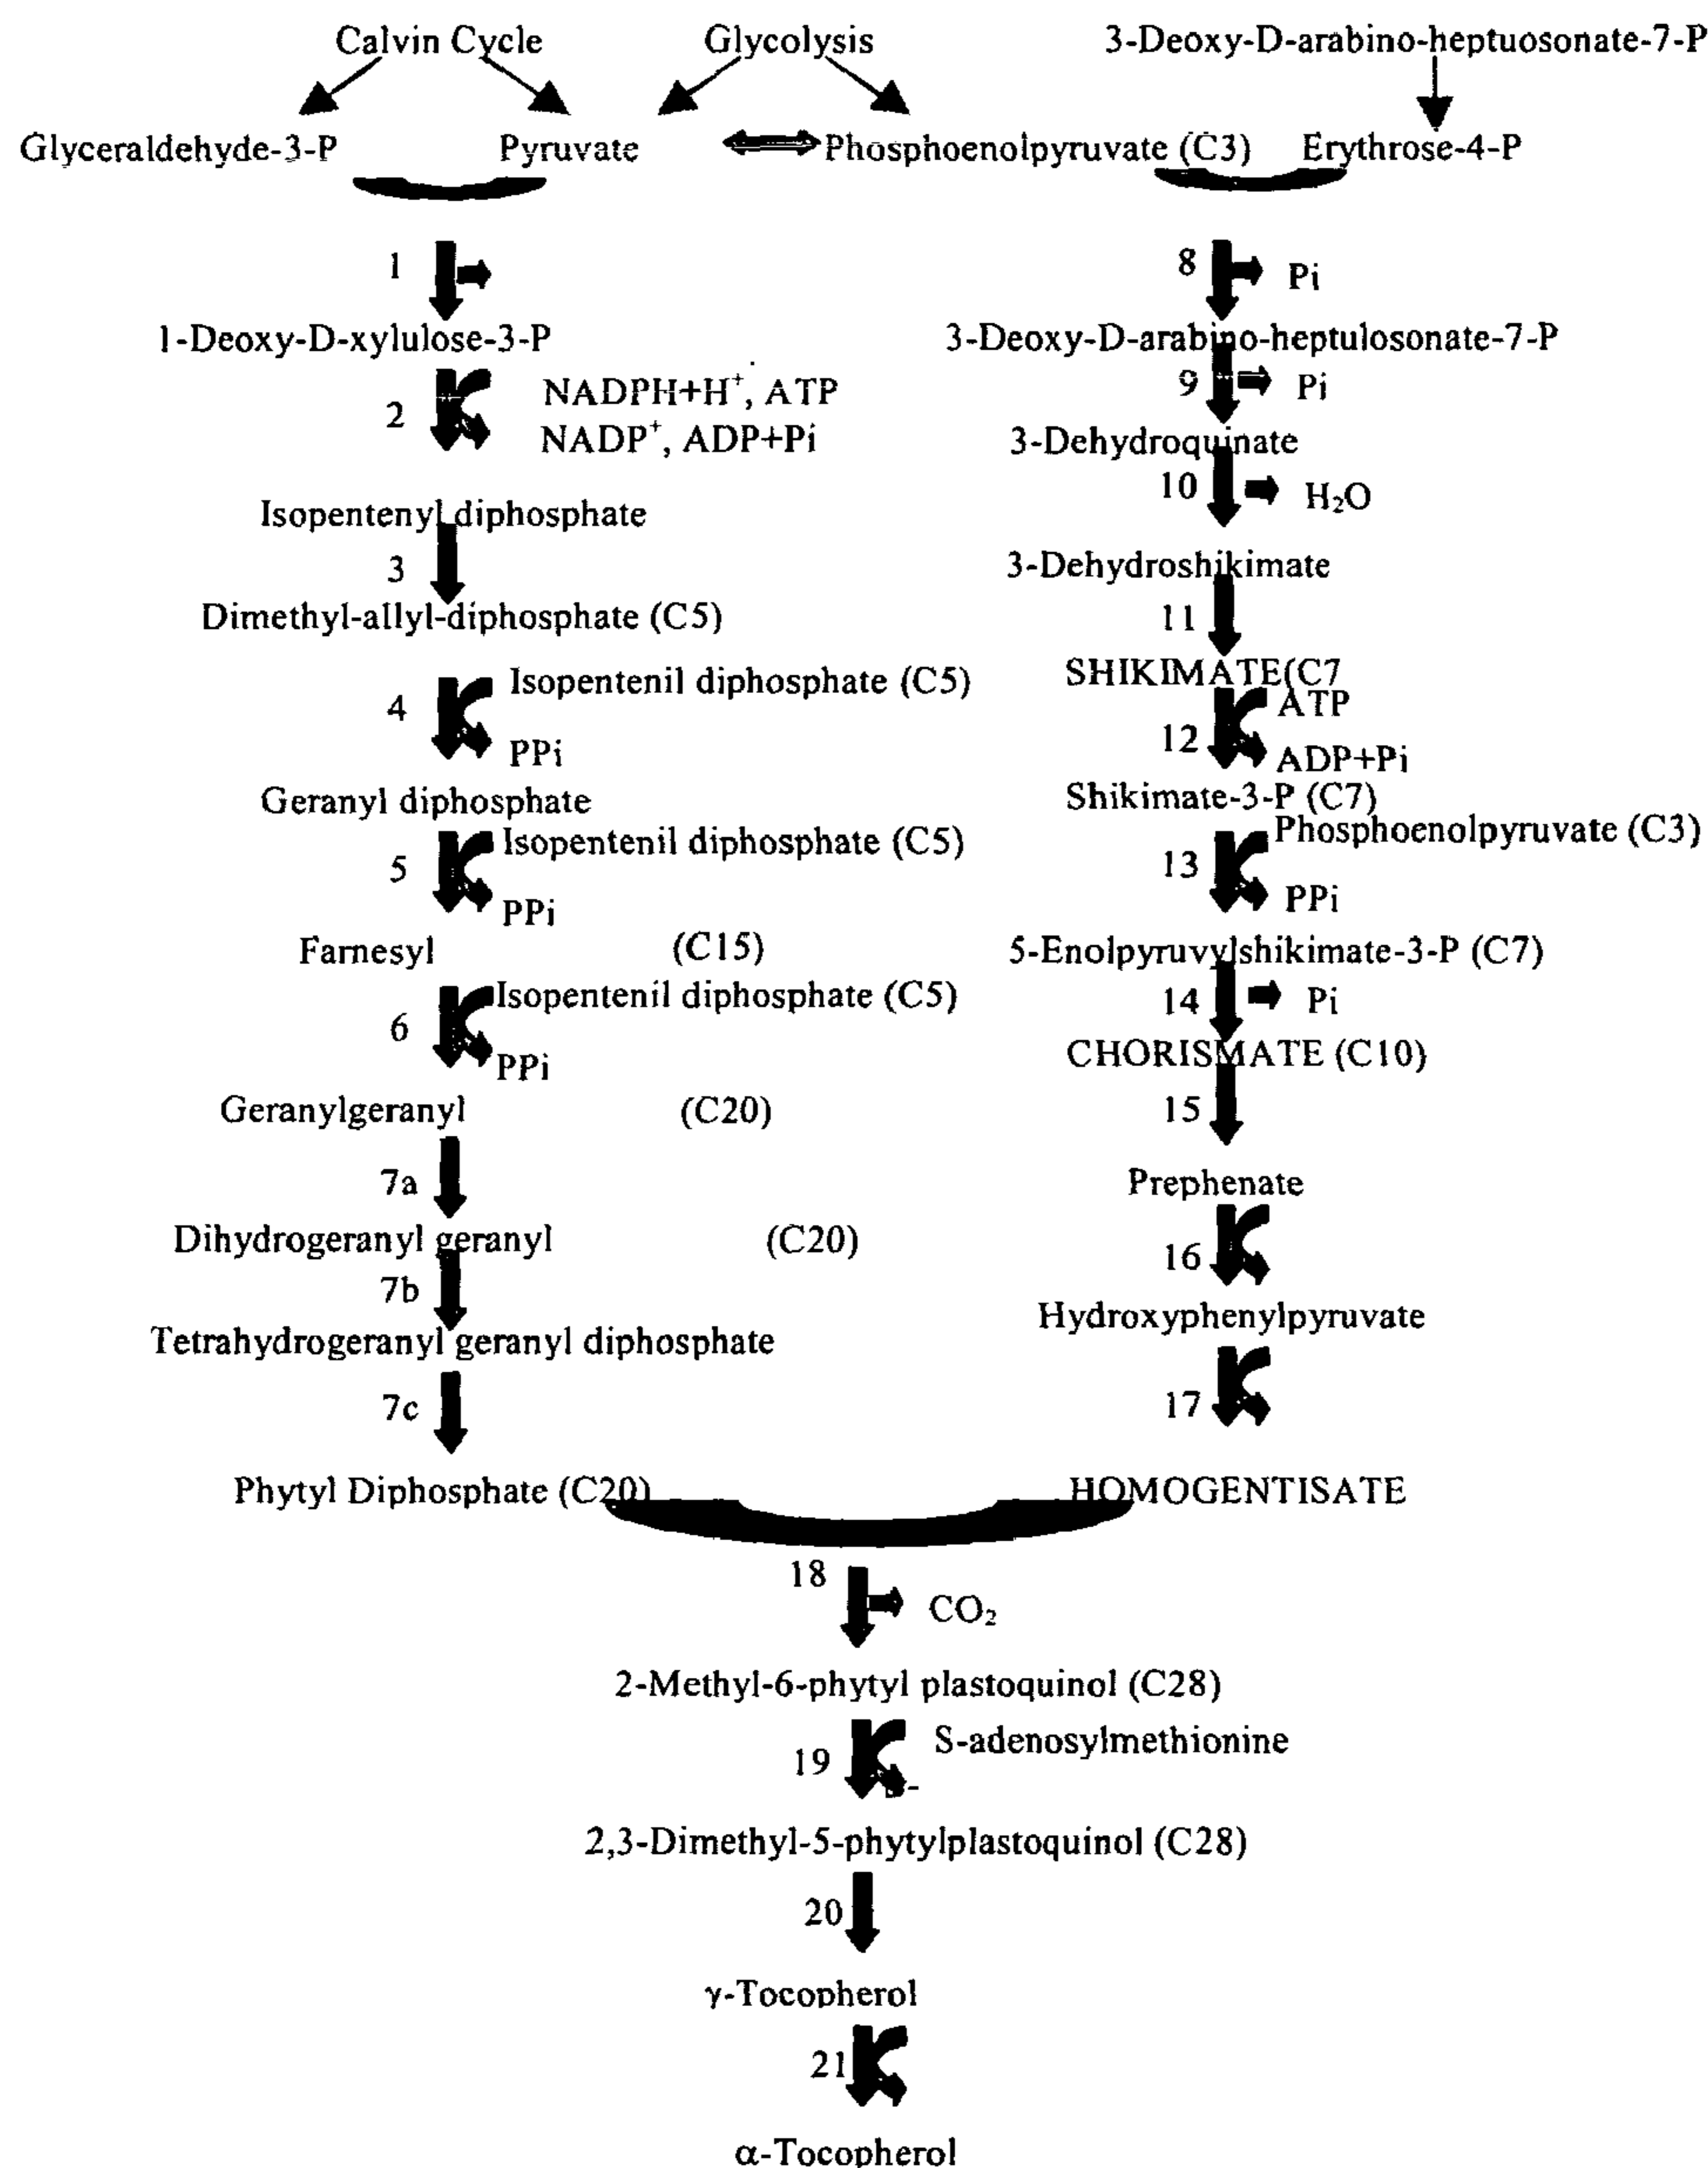 Calvin Cycle Glycolysis 3-Deoxy-D-arabino-heptuosonate-7-P
Glyceraldehyde-3-P Pyruvate Phosphoenolpyruvate (C3) Erythrose-4-P
1
1-Deoxy-D-xylulose-3-P
2 NADPH+H⁺, ATP
NADP⁺, ADP+Pi
Isopentenyl diphosphate
3
Dimethyl-allyl-diphosphate (C5)
4 Isopentenil diphosphate (C5)
PPi
Geranyl diphosphate
5 Isopentenil diphosphate (C5)
PPi
Farnesyl (C15)
6 Isopentenil diphosphate (C5)
PPi
Geranylgeranyl (C20)
7a
Dihydrogeranyl geranyl (C20)
7b
Tetrahydrogeranyl geranyl diphosphate
7c
Phytyl Diphosphate (C20)
8 Pi
3-Deoxy-D-arabino-heptulosonate-7-P
9 Pi
3-Dehydroquinate
10 H₂O
3-Dehydroshikimate
11
SHIKIMATE(C7
12 ATP
ADP+Pi
Shikimate-3-P (C7)
13 Phosphoenolpyruvate (C3)
PPi
5-Enolpyruvylshikimate-3-P (C7)
14 Pi
CHORISMATE (C10)
15
Prephenate
16
Hydroxyphenylpyruvate
17
HOMOGENTISATE
18 CO₂
2-Methyl-6-phytyl plastoquinol (C28)
19 S-adenosylmethionine
2,3-Dimethyl-5-phytylplastoquinol (C28)
20
γ-Tocopherol
21
α-Tocopherol